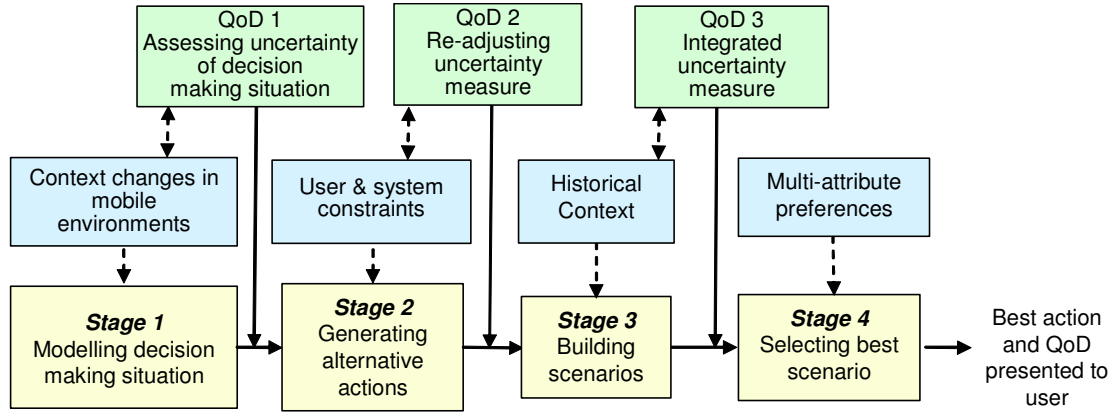 QoD 1
Assessing uncertainty
of decision
making situation
QoD 2
Re-adjusting
uncertainty
measure
QoD 3
Integrated
uncertainty
measure
Context changes in
mobile
environments
User & system
constraints
Historical
Context
Multi-attribute
preferences
Stage 1
Modelling decision
making situation
Stage 2
Generating
alternative
actions
Stage 3
Building
scenarios
Stage 4
Selecting best
scenario
Best action
and QoD
presented to
user